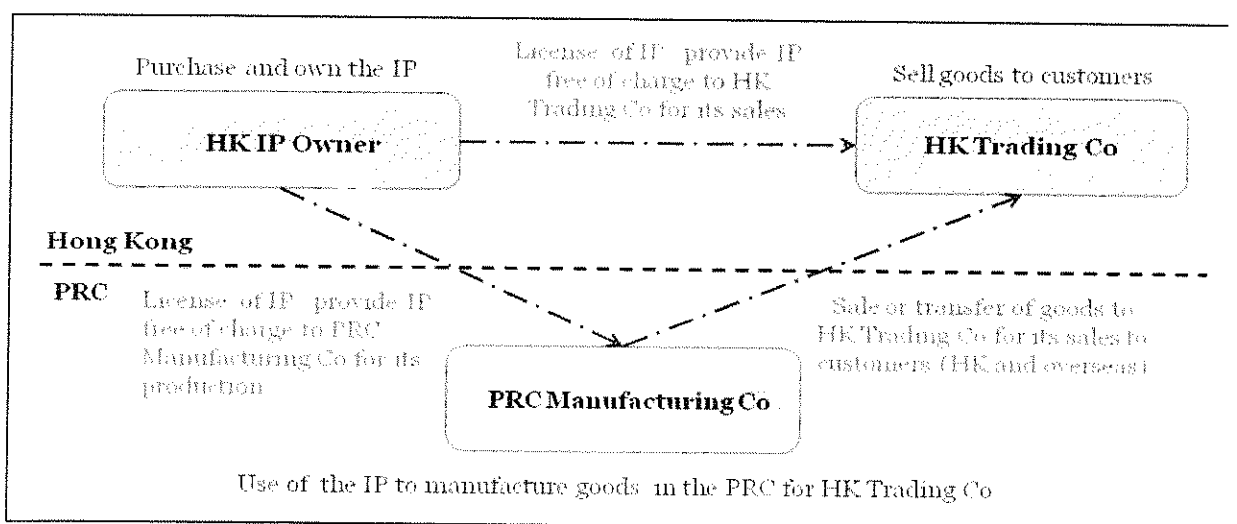 Purchase and own the IP
License of IP provide IP
free of charge to HK
Trading Co for its sales
Sell goods to customers
HK IP Owner
HK Trading Co
Hong Kong
PRC
License of IP provide IP
free of charge to PRC
Manufacturing Co for its
production
Sale or transfer of goods to
HK Trading Co for its sales to
customers (HK and overseas)
PRC Manufacturing Co
Use of the IP to manufacture goods in the PRC for HK Trading Co